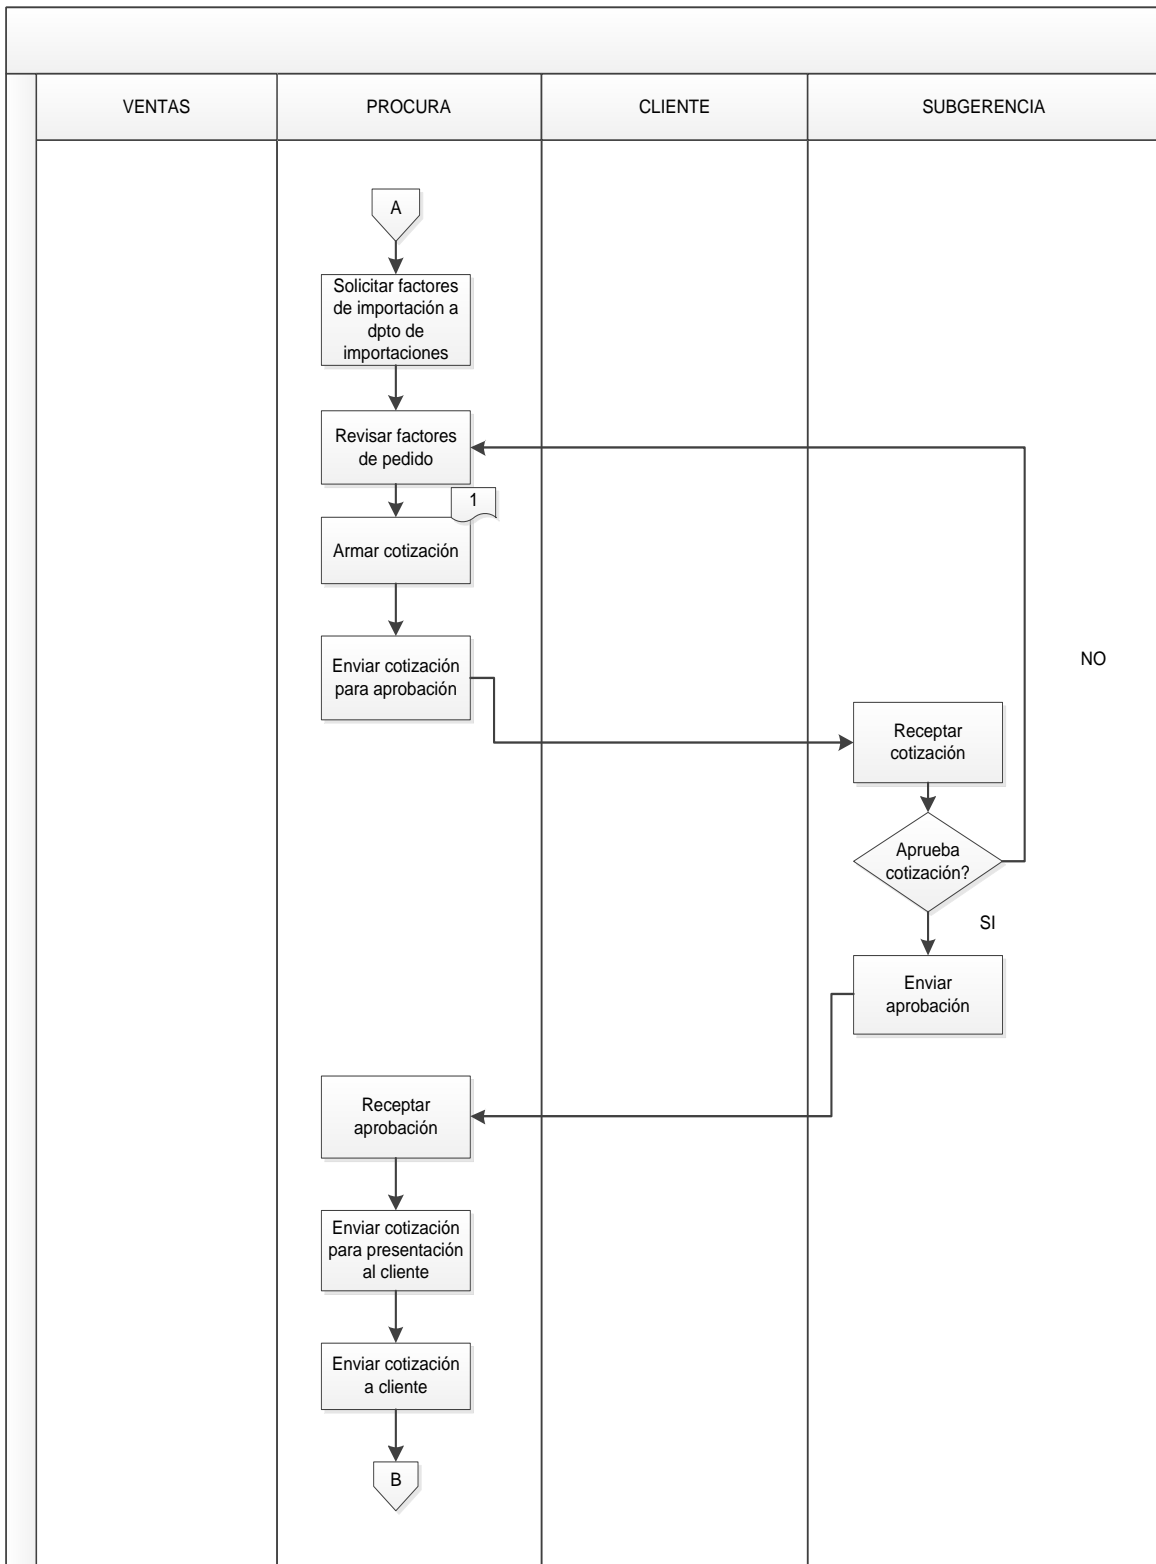 VENTAS
PROCURA
CLIENTE
SUBGERENCIA
A
Solicitar factores
de importación a
dpto de
importaciones
Revisar factores
de pedido
1
Armar cotización
Enviar cotización
para aprobación
NO
Receptar
cotización
Aprueba
cotización?
SI
Enviar
aprobación
Receptar
aprobación
Enviar cotización
para presentación
al cliente
Enviar cotización
a cliente
B